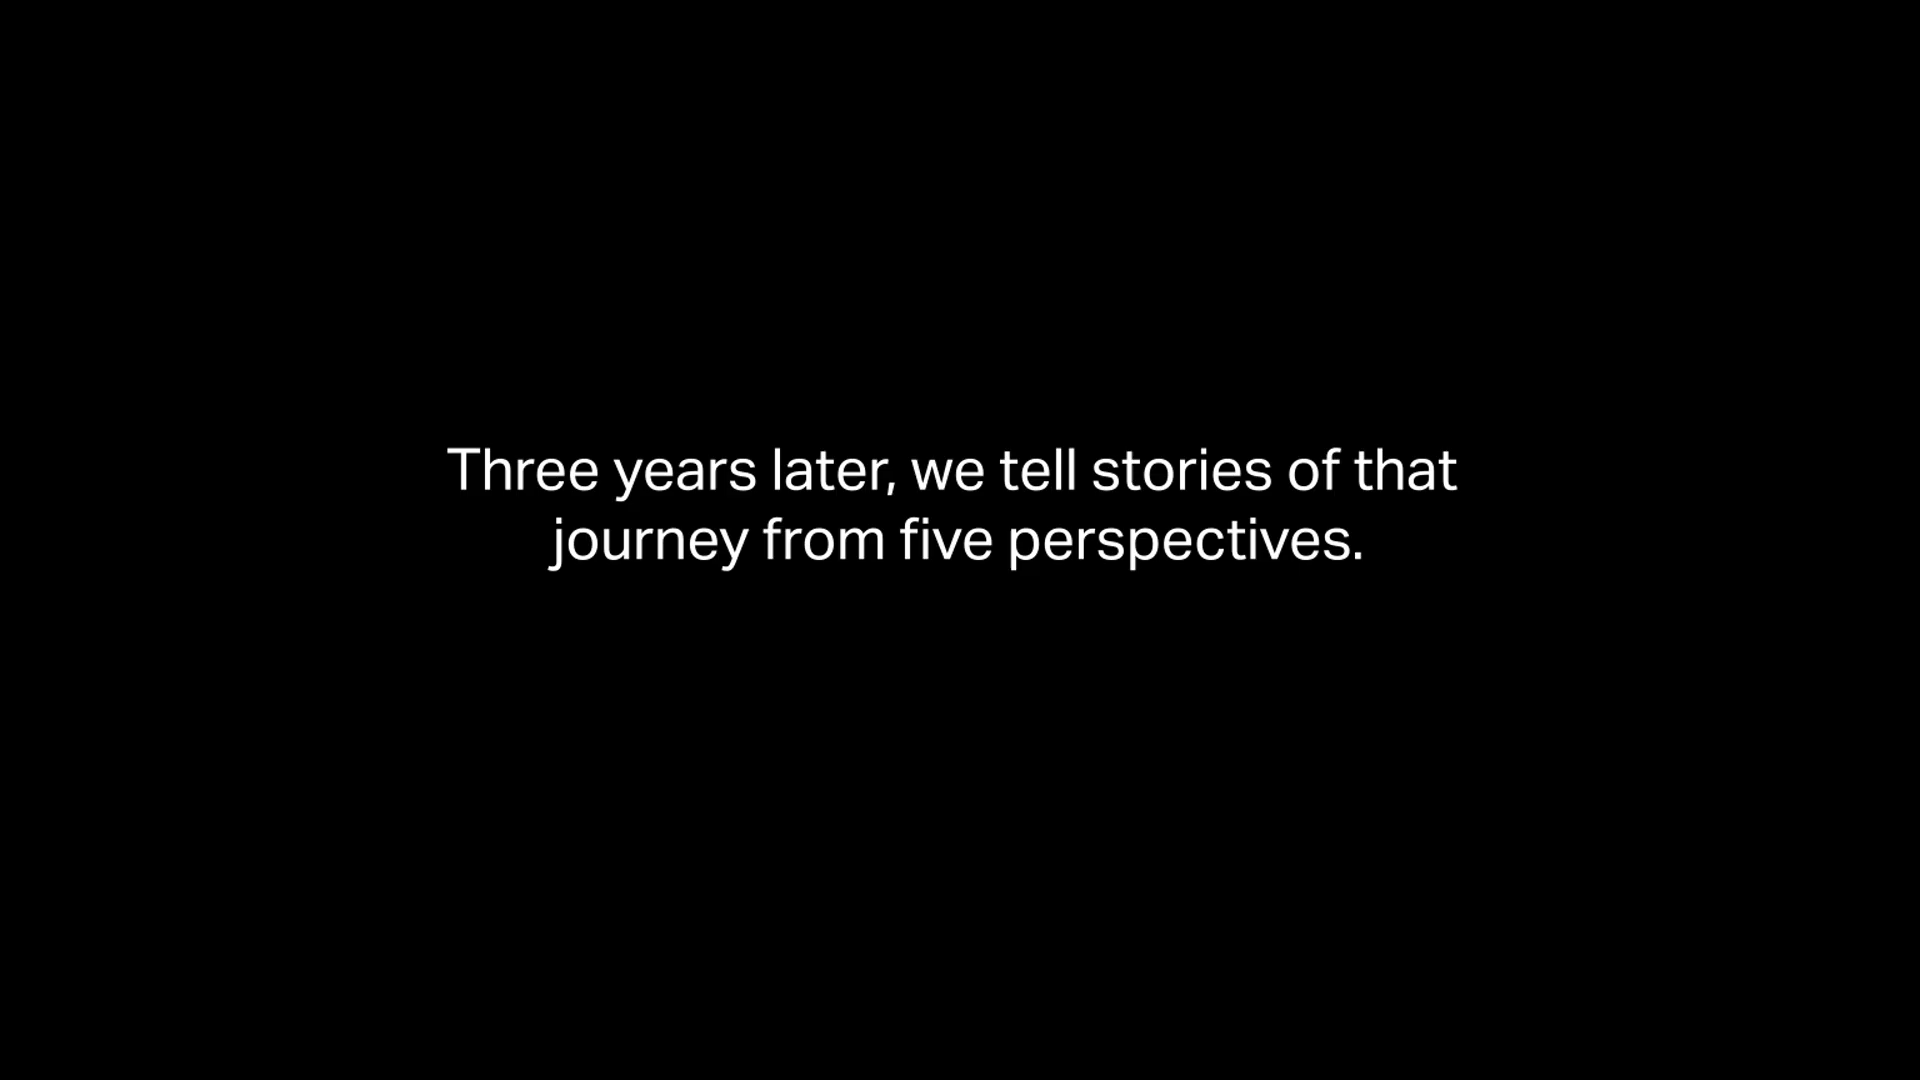 Three years later, we tell stories of that
journey from five perspectives.